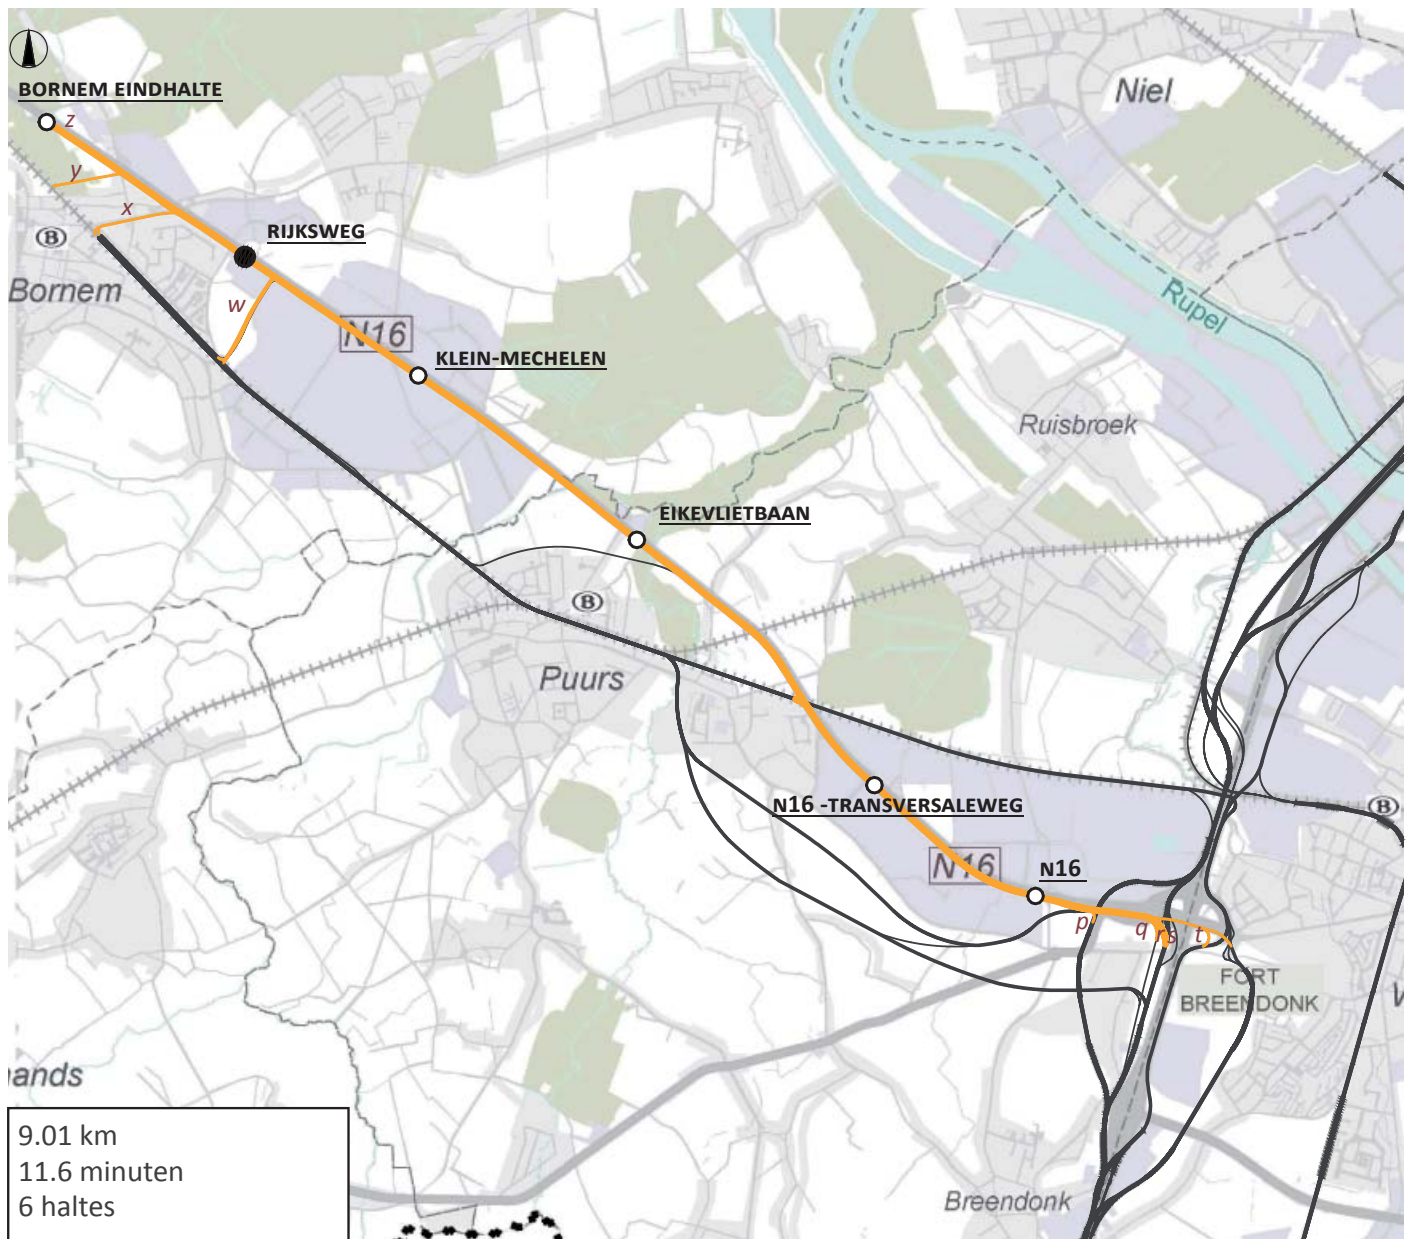 BORNEM EINDHALTE
Niel
z
y
x
RIJKSWEG
B
Bornem
w
Rupel
N16
KLEIN-MECHELEN
Ruisbroek
EIKEVLIETBAAN
B
Puurs
N16 -TRANSVERSALEWEG
B
N16
N16
p
q
r
s
t
FORT
BREENDONK
ands
9.01 km
11.6 minuten
6 haltes
Breendonk